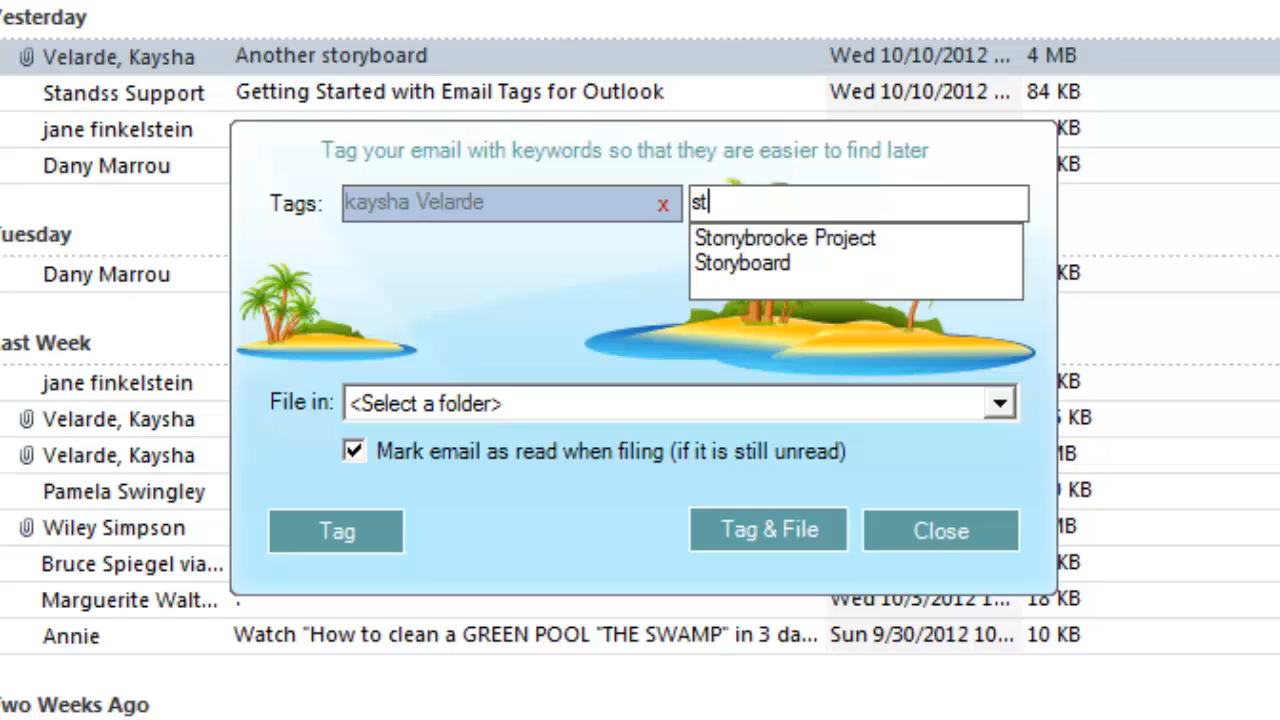 Yesterday
Velarde, Kaysha Another storyboard Wed 10/10/2012 ... 4 MB
Standss Support Getting Started with Email Tags for Outlook Wed 10/10/2012 ... 84 KB
jane finkelstein KB
Tag your email with keywords so that they are easier to find later
Dany Marrou KB
Tags: kaysha Velarde x st
Tuesday
Stonybrooke Project
Storyboard
Dany Marrou KB
Last Week
jane finkelstein KB
File in: <Select a folder>
Velarde, Kaysha KB
Mark email as read when filing (if it is still unread)
Velarde, Kaysha MB
Pamela Swingley KB
Wiley Simpson MB
Tag Tag & File Close
Bruce Spiegel via... KB
Marguerite Walt... 18 KB
Annie Watch "How to clean a GREEN POOL "THE SWAMP" in 3 da... Sun 9/30/2012 10... 10 KB
Two Weeks Ago